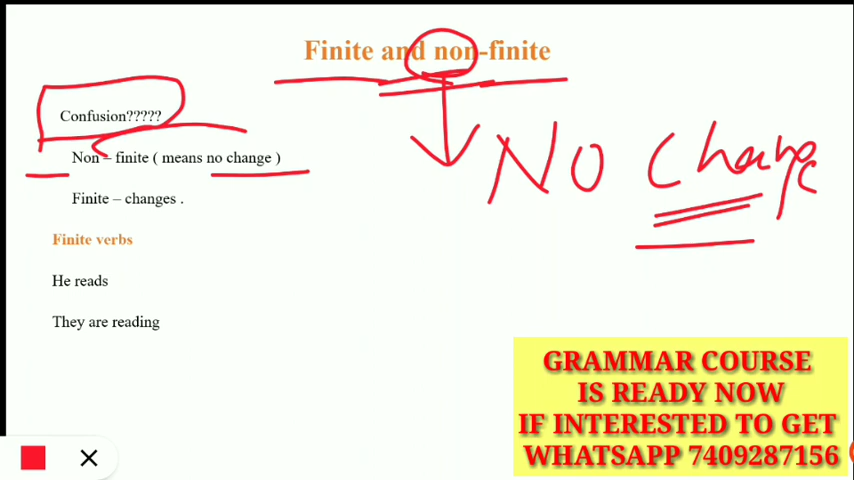 Finite and non-finite
Confusion?????
Non – finite ( means no change )
Finite – changes .
Finite verbs
He reads
They are reading
No Change
GRAMMAR COURSE
IS READY NOW
IF INTERESTED TO GET
WHATSAPP 7409287156